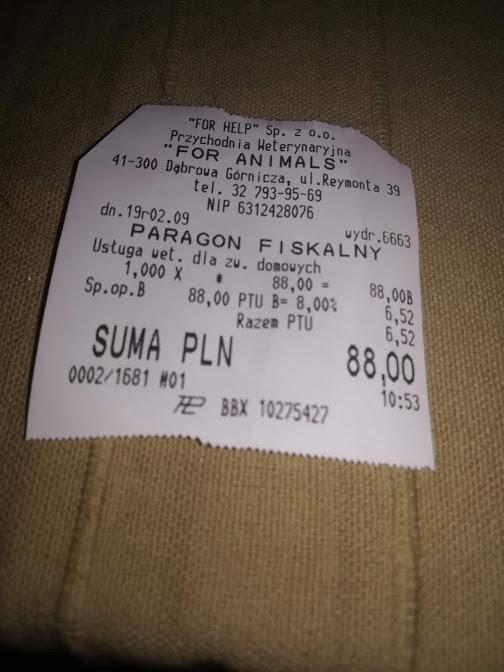 "FOR HELP" Sp. z o.o.
Przychodnia Weterynaryjna
"FOR ANIMALS"
41-300 Dąbrowa Górnicza, ul.Reymonta 39
tel. 32 793-95-69
NIP 6312428076
dn.19r02.09 wydr.6663
PARAGON FISKALNY
Usługa wet. dla zw. domowych
1,000 X * 88,00 = 88,00B
Sp.op.B 88,00 PTU B= 8,00% 6,52
Razem PTU 6,52
SUMA PLN 88,00
0002/1681 #01 10:53
BBX 10275427